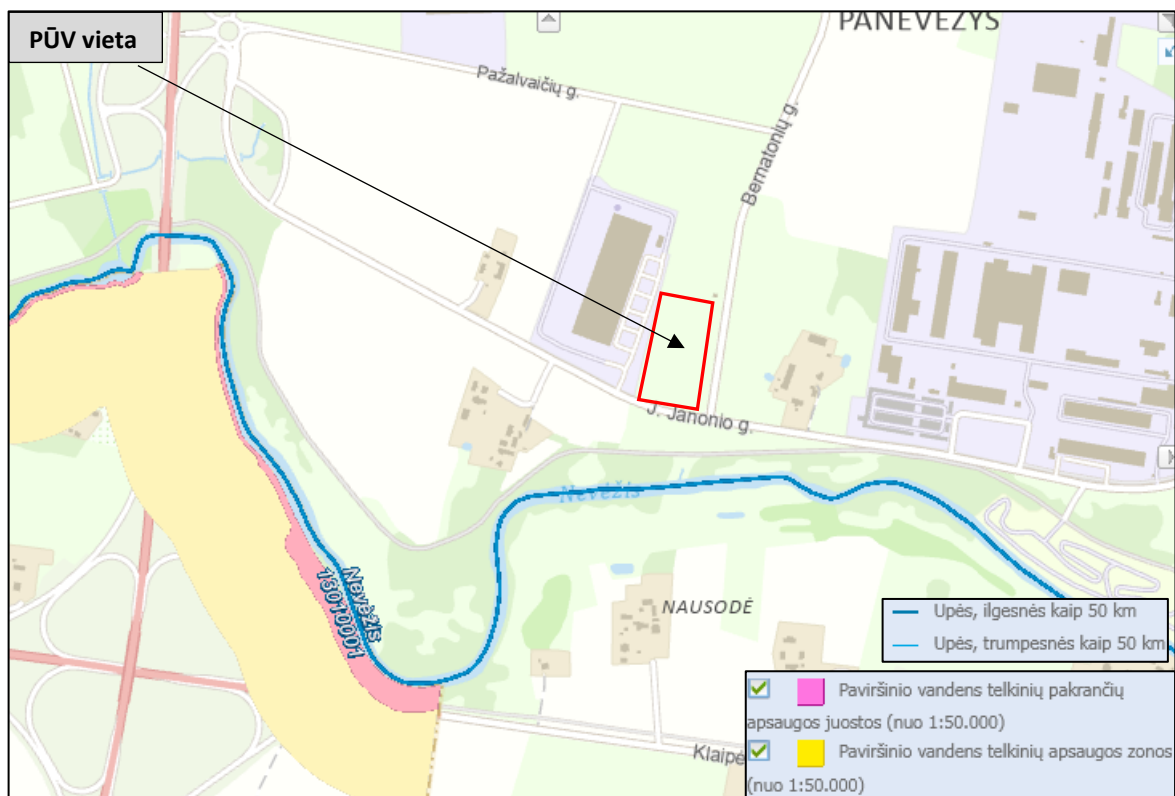 PŪV vieta
PANEVĖŽYS
Pažalvaičių g.
Bernatonių g.
J. Janonio g.
Nevėžis
Nevėžis
13010001
NAUSODĖ
Klaipė
Upės, ilgesnės kaip 50 km
Upės, trumpesnės kaip 50 km
Paviršinio vandens telkinių pakrančių
apsaugos juostos (nuo 1:50.000)
Paviršinio vandens telkinių apsaugos zonos
(nuo 1:50.000)